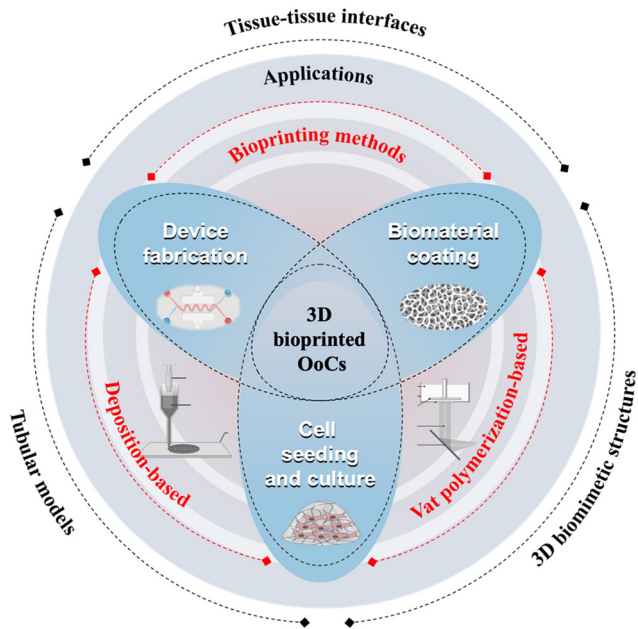 Tissue-tissue interfaces
Applications
Bioprinting methods
Device
fabrication
Biomaterial
coating
3D
bioprinted
OoCs
Cell
seeding
and culture
Deposition-based
Vat polymerization-based
Tubular models
3D biomimetic structures